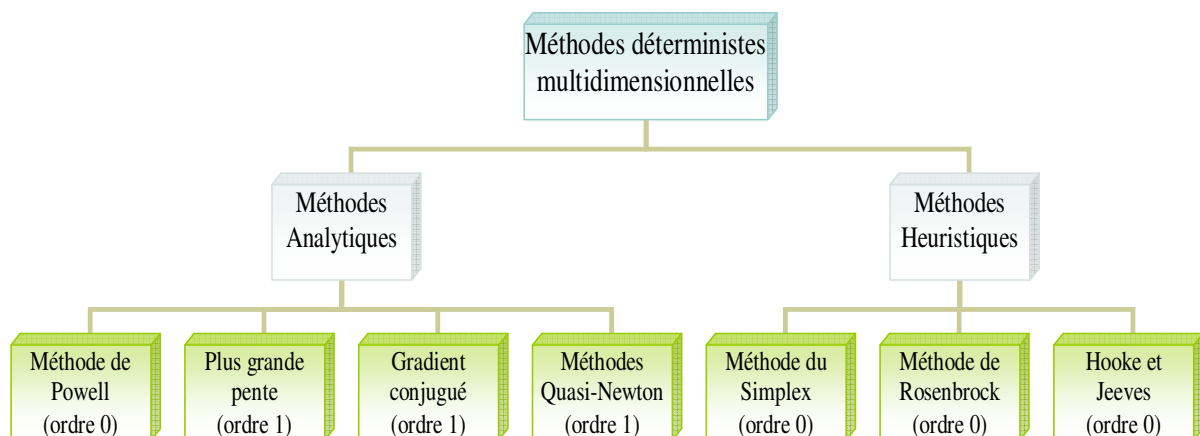 Méthodes déterministes
multidimensionnelles
Méthodes
Analytiques
Méthodes
Heuristiques
Méthode de
Powell
(ordre 0)
Plus grande
pente
(ordre 1)
Gradient
conjugué
(ordre 1)
Méthodes
Quasi-Newton
(ordre 1)
Méthode du
Simplex
(ordre 0)
Méthode de
Rosenbrock
(ordre 0)
Hooke et
Jeeves
(ordre 0)